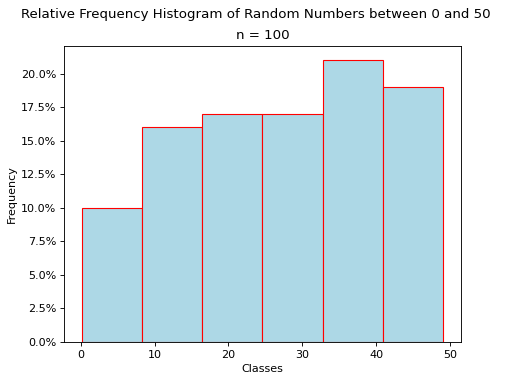 Relative Frequency Histogram of Random Numbers between 0 and 50
n = 100
20.0%
17.5%
15.0%
12.5%
10.0%
7.5%
5.0%
2.5%
0.0%
Frequency
0 10 20 30 40 50
Classes